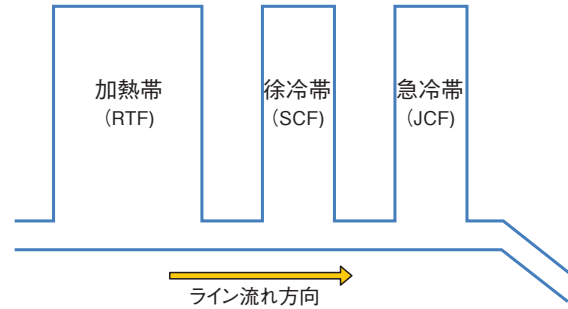 加熱帯
（RTF)
徐冷帯
（SCF)
急冷帯
（JCF)
ライン流れ方向